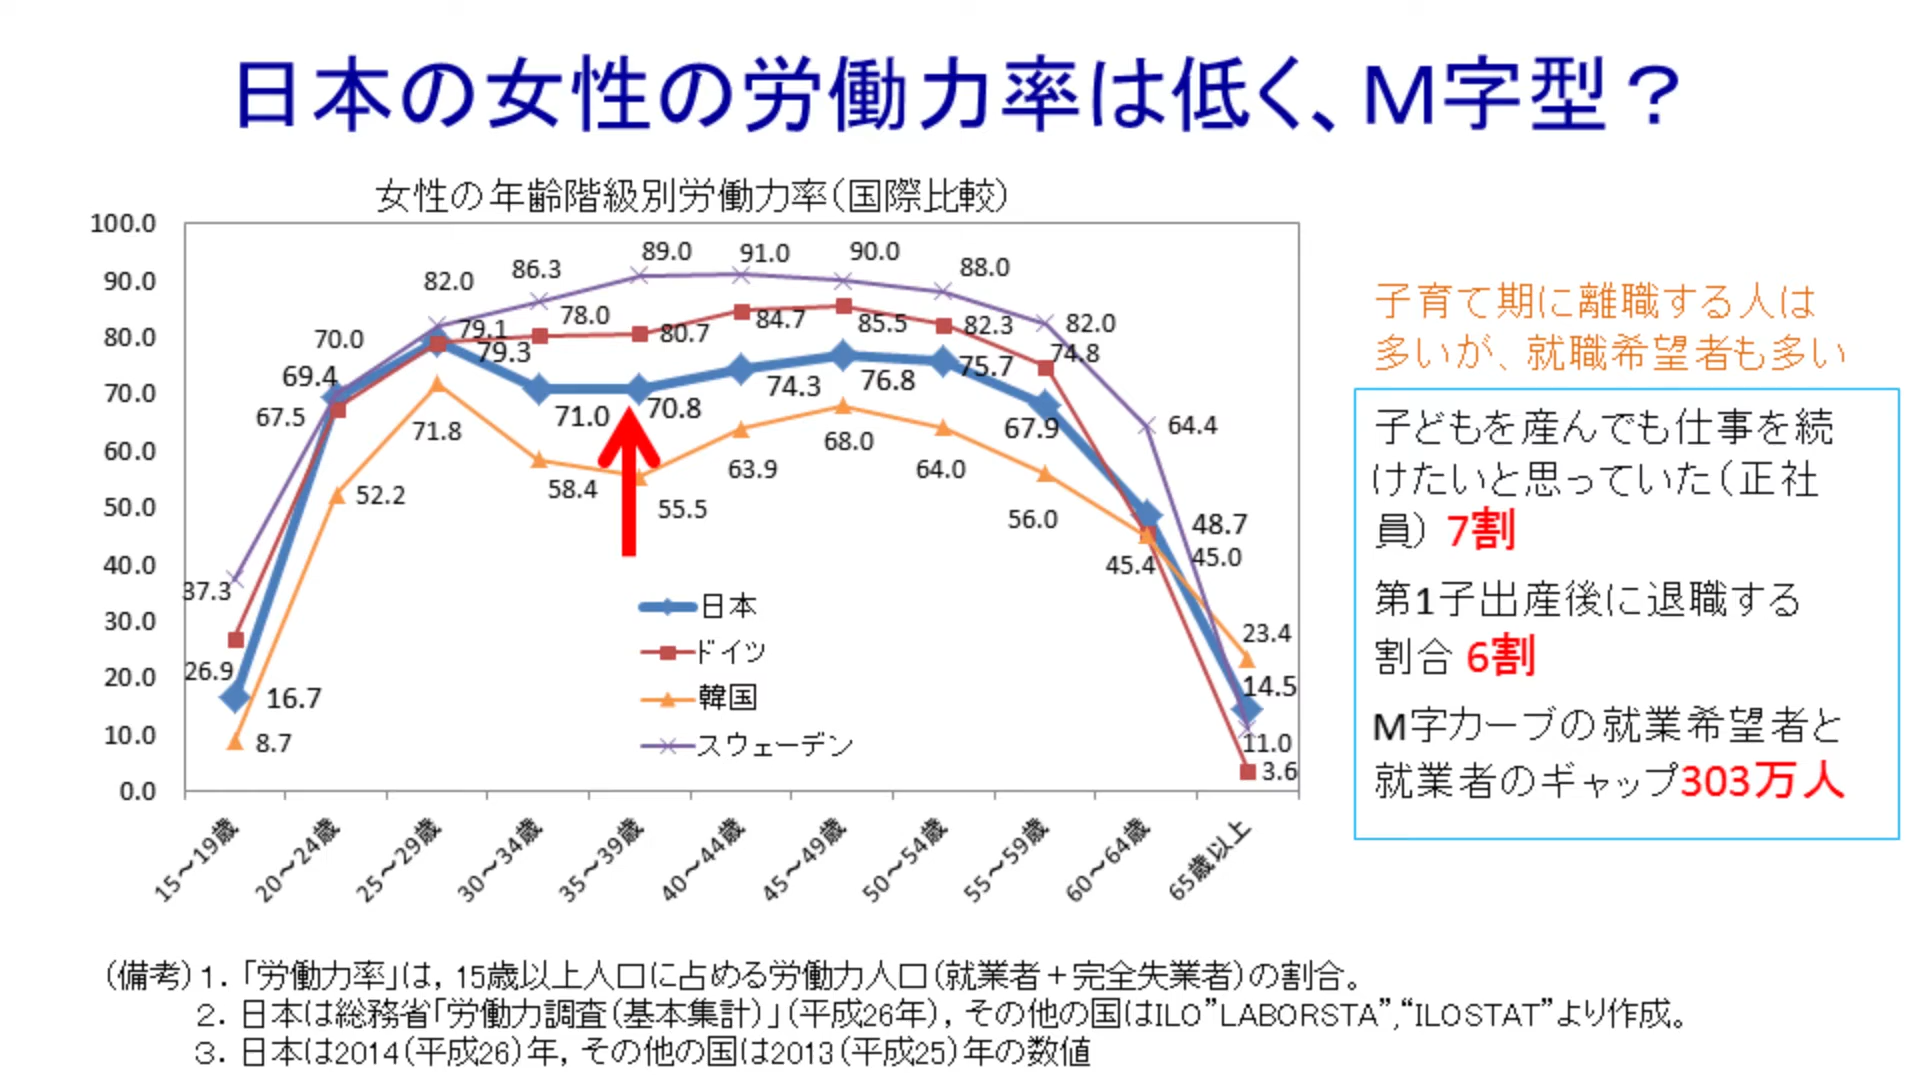 日本の女性の労働力率は低く、M字型？
女性の年齢階級別労働力率（国際比較）
100.0
90.0
80.0
70.0
60.0
50.0
40.0
30.0
20.0
10.0
0.0
37.3
70.0
82.0
86.3
89.0
91.0
90.0
88.0
82.0
64.4
11.0
26.9
67.5
79.1
78.0
80.7
84.7
85.5
82.3
74.8
45.4
3.6
16.7
69.4
79.3
71.0
70.8
74.3
76.8
75.7
67.9
48.7
14.5
8.7
52.2
71.8
58.4
55.5
63.9
68.0
64.0
56.0
45.0
23.4
日本
ドイツ
韓国
スウェーデン
15～19歳
20～24歳
25～29歳
30～34歳
35～39歳
40～44歳
45～49歳
50～54歳
55～59歳
60～64歳
65歳以上
子育て期に離職する人は
多いが、就職希望者も多い
子どもを産んでも仕事を続
けたいと思っていた（正社
員） 7割
第1子出産後に退職する
割合 6割
M字カーブの就業希望者と
就業者のギャップ303万人
（備考）１．「労働力率」は，15歳以上人口に占める労働力人口（就業者＋完全失業者）の割合。
２．日本は総務省「労働力調査（基本集計）」（平成26年），その他の国はILO”LABORSTA”,“ILOSTAT”より作成。
３．日本は2014（平成26）年，その他の国は2013（平成25）年の数値